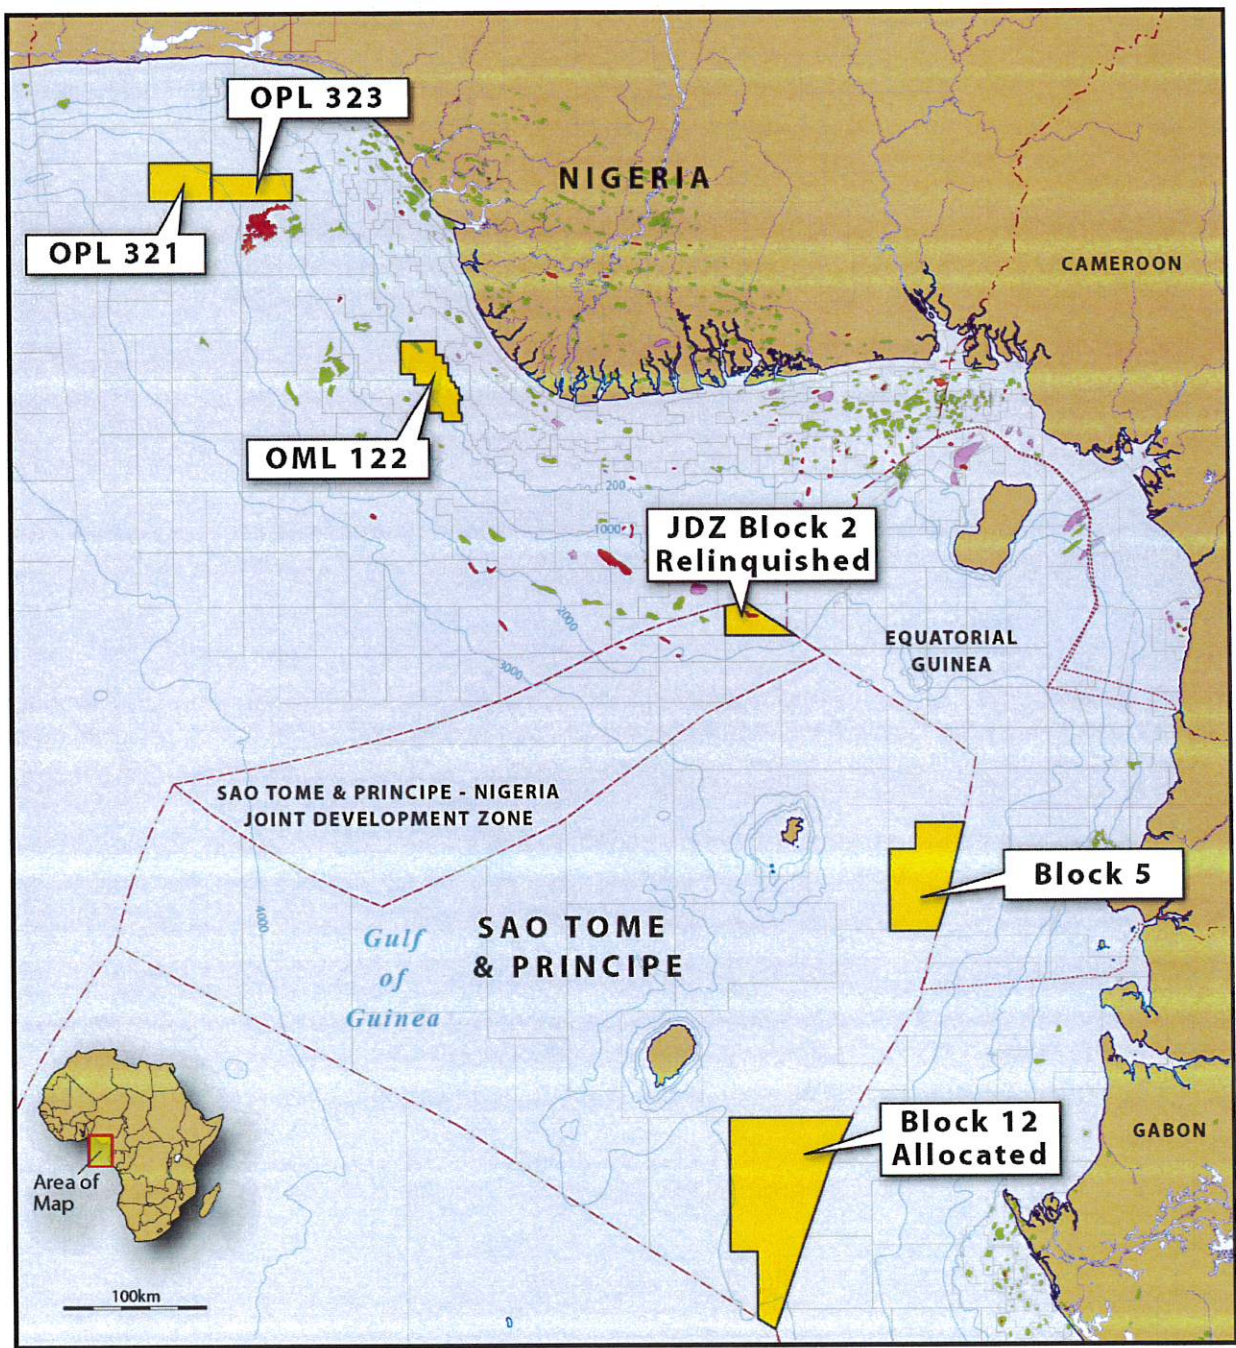 OPL 323
NIGERIA
OPL 321
CAMEROON
OML 122
200
JDZ Block 2
Relinquished
1000
2000
EQUATORIAL
GUINEA
3000
SAO TOME & PRINCIPE - NIGERIA
JOINT DEVELOPMENT ZONE
Block 5
4000
SAO TOME
& PRINCIPE
Gulf
of
Guinea
Block 12
Allocated
GABON
Area of
Map
100km